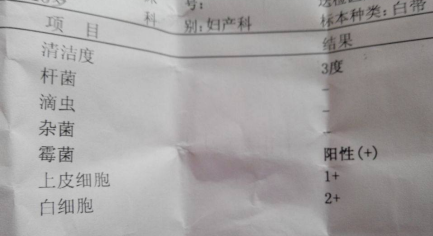 科 别:妇产科 标本种类:白带
项 目 结果
清洁度 3度
杆菌 -
滴虫 -
杂菌 -
霉菌 阳性(+)
上皮细胞 1+
白细胞 2+